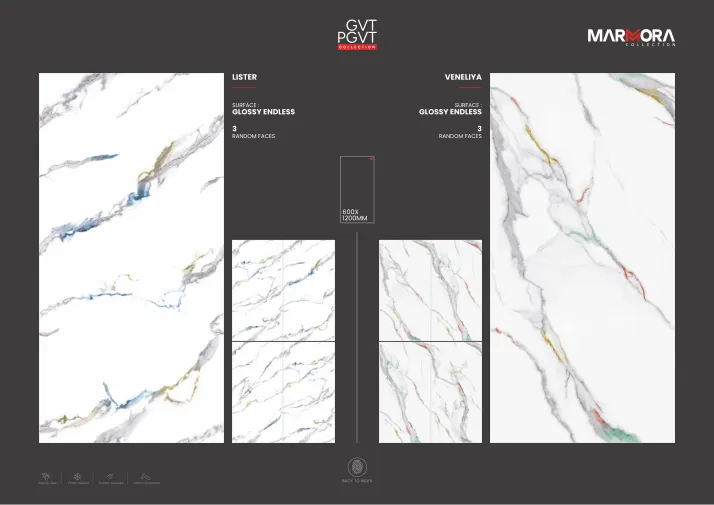 GVT
PGVT
COLLECTION
MARMORA
COLLECTION
LISTER
SURFACE :
GLOSSY ENDLESS
3
RANDOM FACES
VENELIYA
SURFACE :
GLOSSY ENDLESS
3
RANDOM FACES
600X
1200MM
BACK TO INDEX